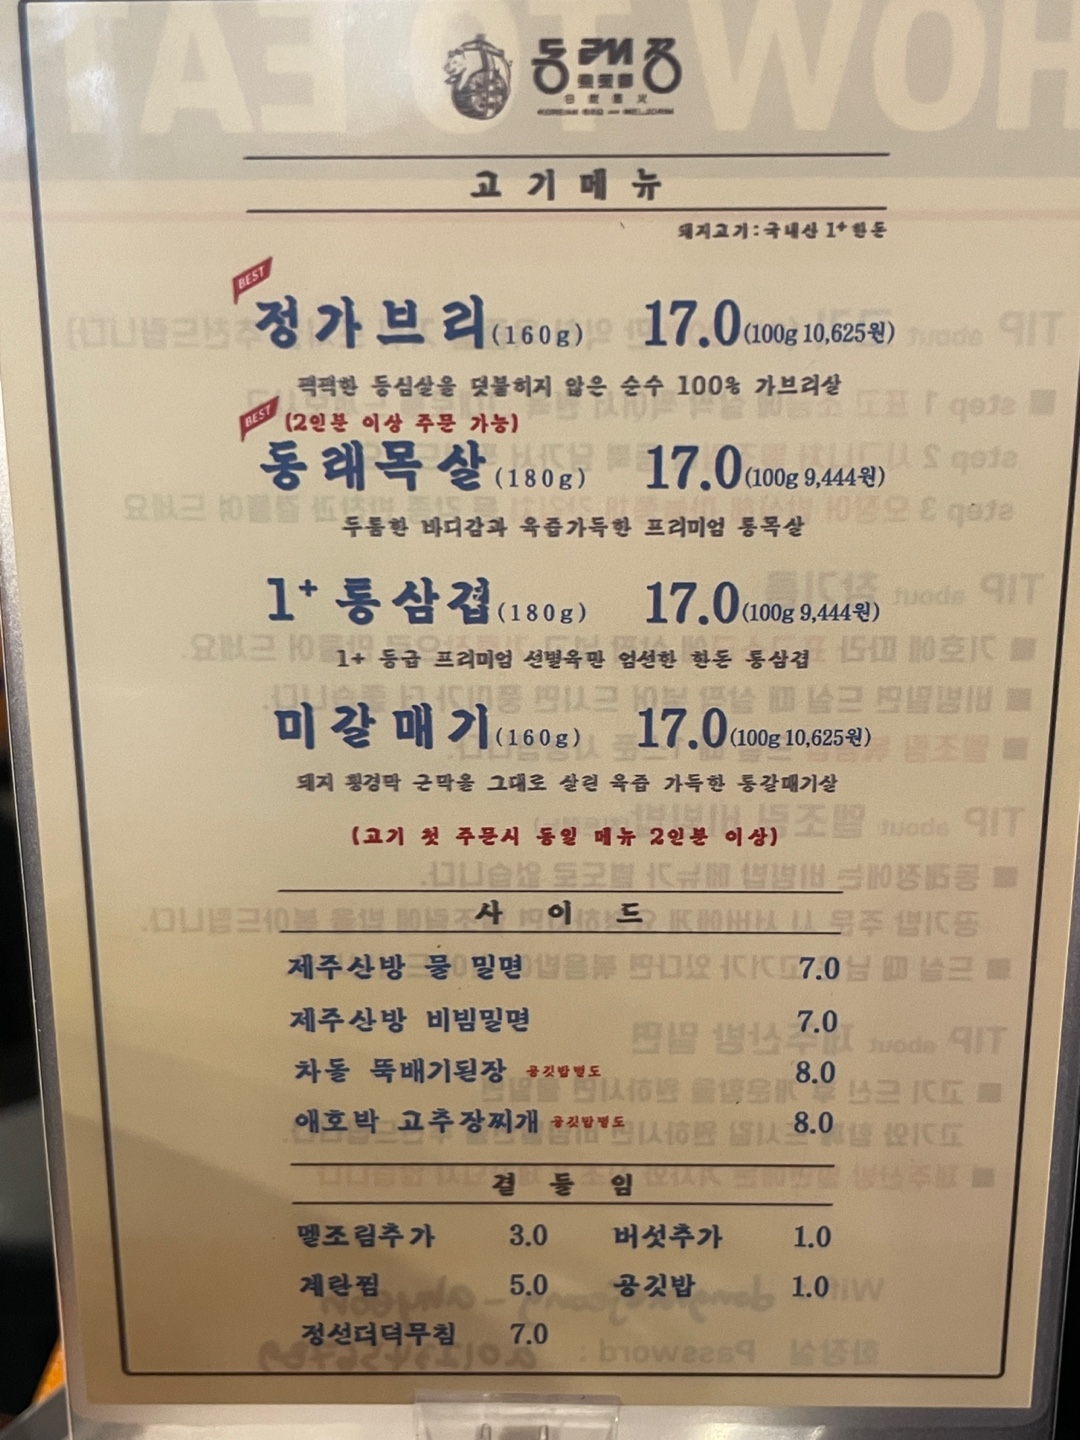 동래정
KOREAN BBQ and MELJORIM
고기메뉴
돼지고기:국내산 1+한돈
BEST
정가브리(160g) 17.0(100g 10,625원)
팩팩한 등심살을 덧붙히지 않은 순수 100% 가브리살
BEST (2인분 이상 주문 가능)
동래목살(180g) 17.0(100g 9,444원)
두툼한 바디감과 육즙가득한 프리미엄 통목살
1+ 통삼겹(180g) 17.0(100g 9,444원)
1+ 등급 프리미엄 선별육만 엄선한 한돈 통삼겹
미갈매기(160g) 17.0(100g 10,625원)
돼지 횡경막 근막을 그대로 살린 육즙 가득한 통갈매기살
(고기 첫 주문시 동일 메뉴 2인분 이상)
사이드
제주산방 물 밀면 7.0
제주산방 비빔밀면 7.0
차돌 뚝배기된장 공깃밥별도 8.0
애호박 고추장찌개 공깃밥별도 8.0
곁들임
멜조림추가 3.0 버섯추가 1.0
계란찜 5.0 공깃밥 1.0
정선더덕무침 7.0